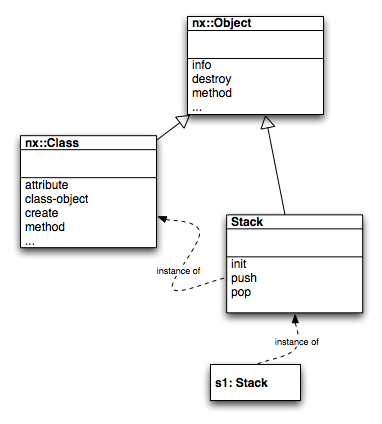 nx::Object
info
destroy
method
...
nx::Class
attribute
class-object
create
method
...
Stack
init
push
pop
instance of
instance of
s1: Stack